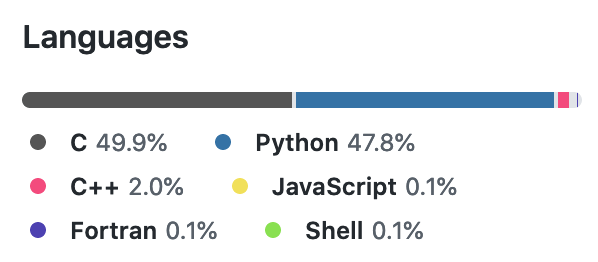 Languages
C 49.9% Python 47.8%
C++ 2.0% JavaScript 0.1%
Fortran 0.1% Shell 0.1%